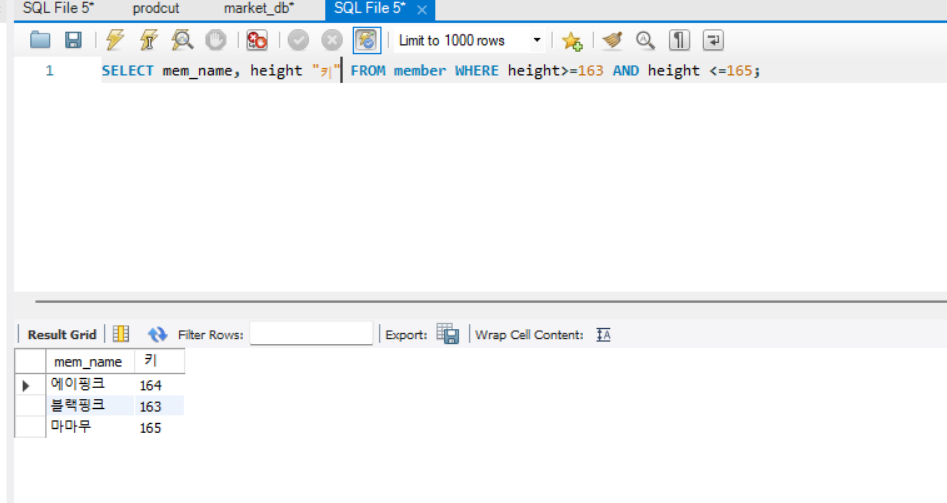 SQL File 5* prodcut market_db* SQL File 5* ×
Limit to 1000 rows
1 SELECT mem_name, height "키" FROM member WHERE height>=163 AND height <=165;
Result Grid Filter Rows: Export: Wrap Cell Content: IA
mem_name 키
에이핑크 164
블랙핑크 163
마마무 165